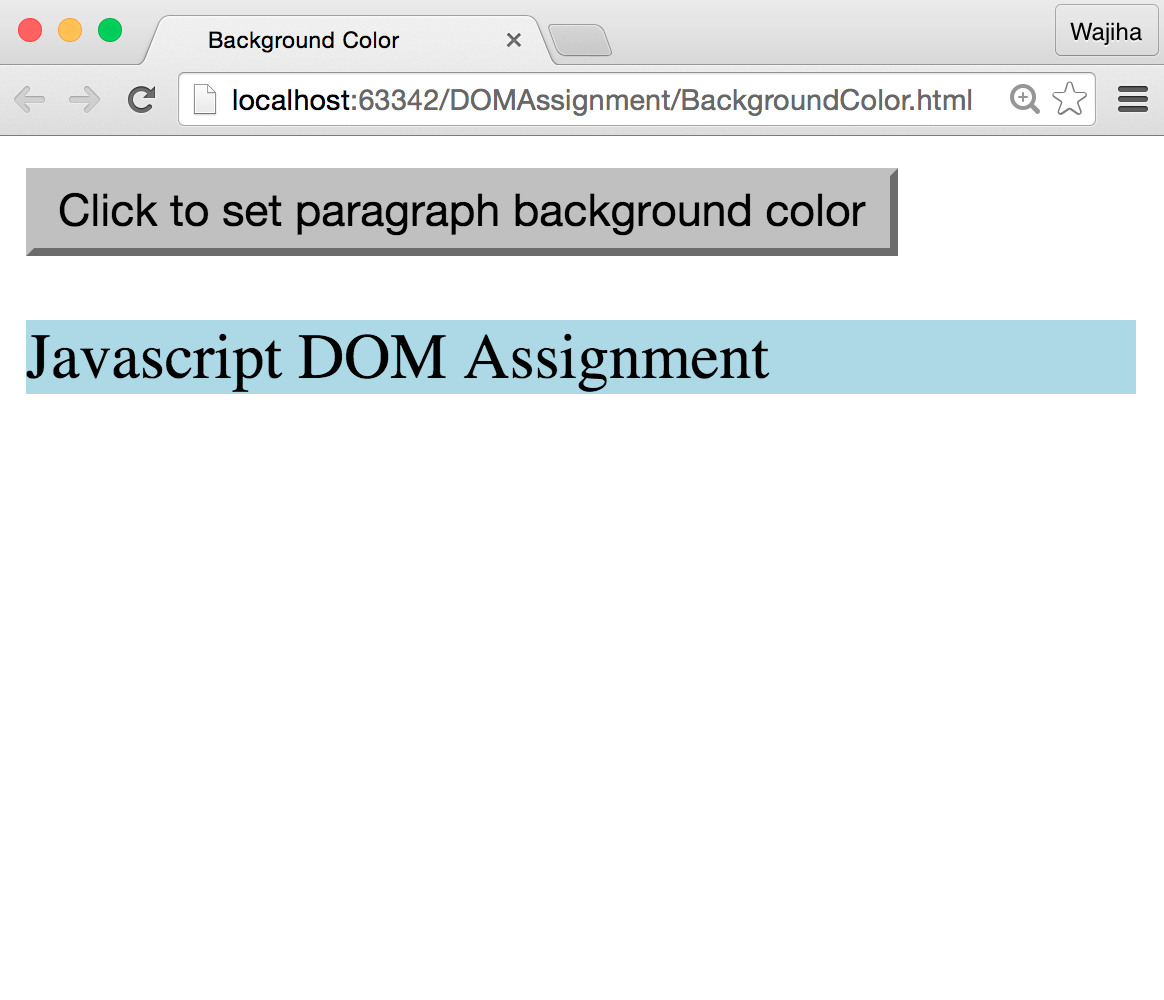 Background Color
Wajiha
localhost:63342/DOMAssignment/BackgroundColor.html
Click to set paragraph background color
Javascript DOM Assignment